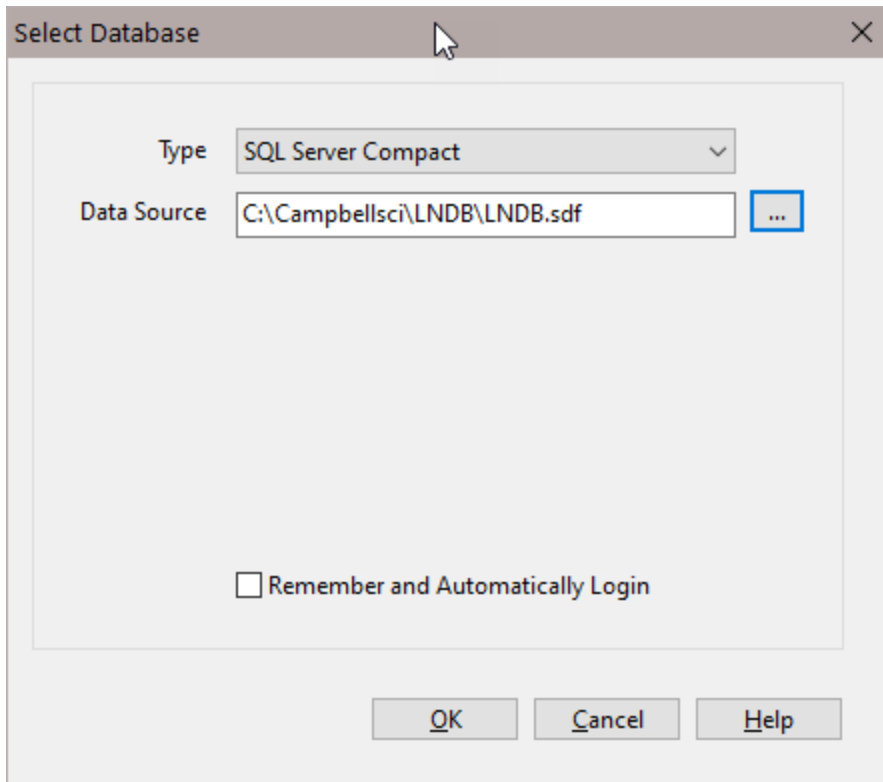 Select Database
Type SQL Server Compact
Data Source C:\Campbellsci\LNDB\LNDB.sdf ...
Remember and Automatically Login
OK Cancel Help